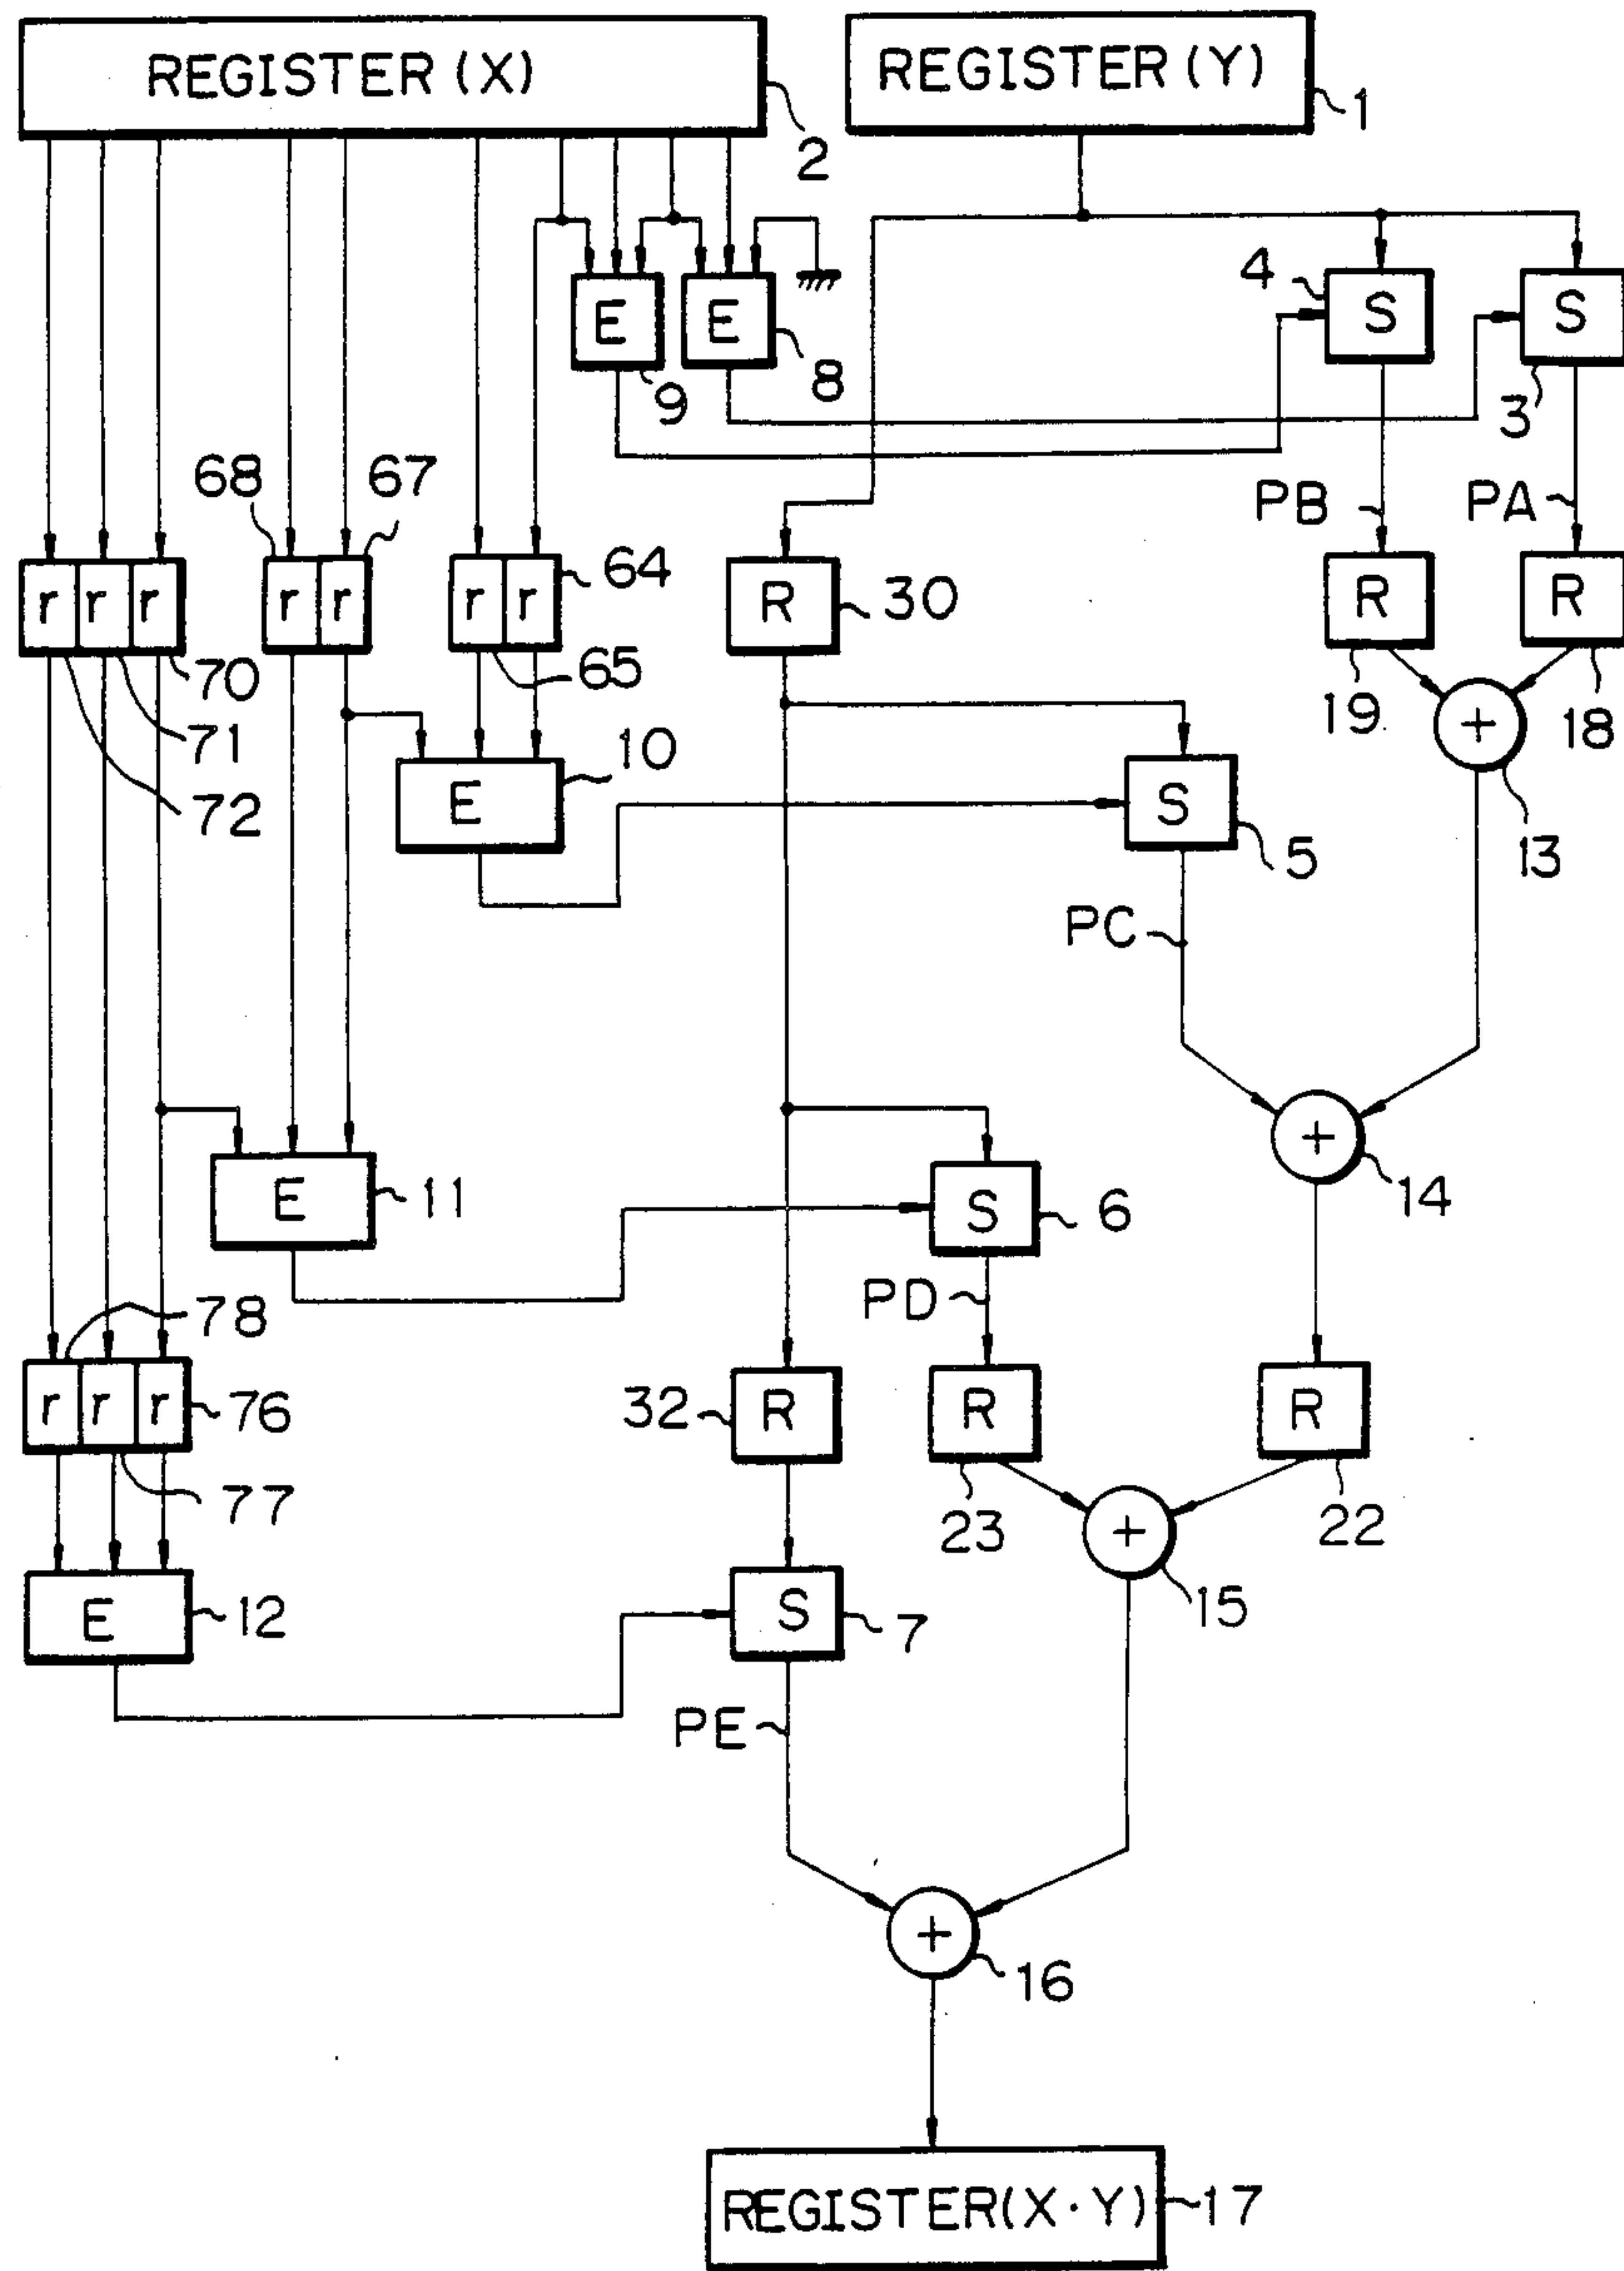 REGISTER (X)
REGISTER (Y)
2
1
4
S
S
E
E
9
8
3
68
67
PB
PA
r r r
r r
r r
64
R
30
R
R
70
65
19
18
71
+
72
10
E
S
13
5
PC
+
14
E
11
S
6
PD
78
r r r
76
32
R
R
R
77
23
22
+
15
E
12
S
7
PE
+
16
REGISTER(X·Y)
17